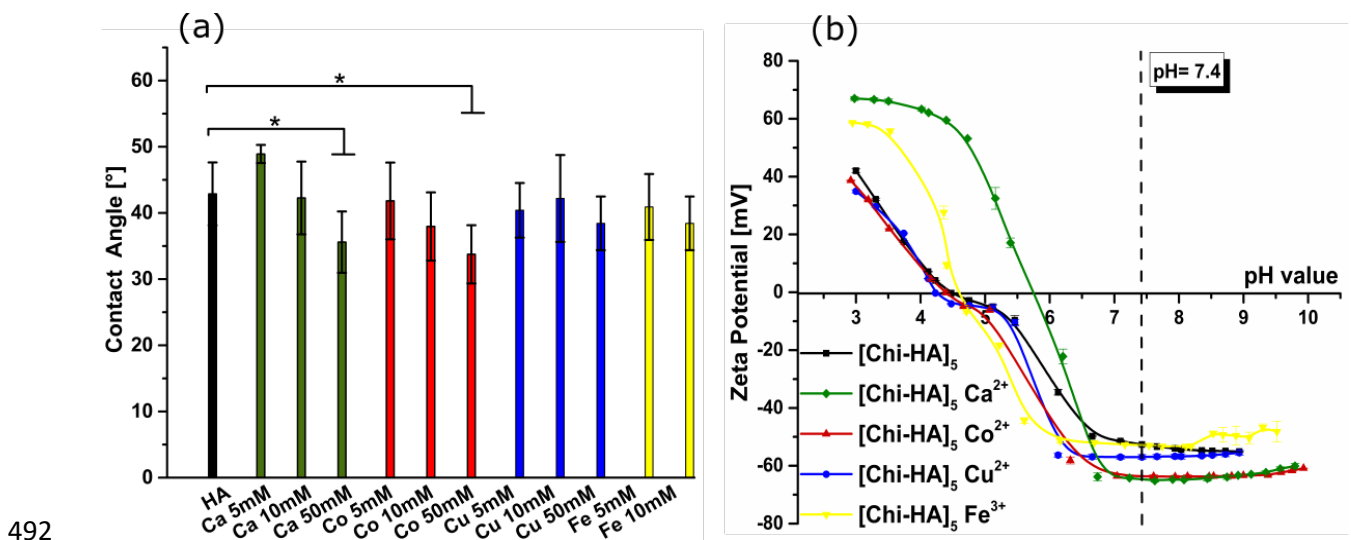 (a)
Contact Angle [°]
60
50
40
30
20
10
0
*
*
HA
Ca 5mM
Ca 10mM
Ca 50mM
Co 5mM
Co 10mM
Co 50mM
Cu 5mM
Cu 10mM
Cu 50mM
Fe 5mM
Fe 10mM
(b)
Zeta Potential [mV]
80
60
40
20
0
-20
-40
-60
-80
pH= 7.4
pH value
3 4 5 6 7 8 9 10
[Chi-HA]₅
[Chi-HA]₅ Ca²⁺
[Chi-HA]₅ Co²⁺
[Chi-HA]₅ Cu²⁺
[Chi-HA]₅ Fe³⁺
492